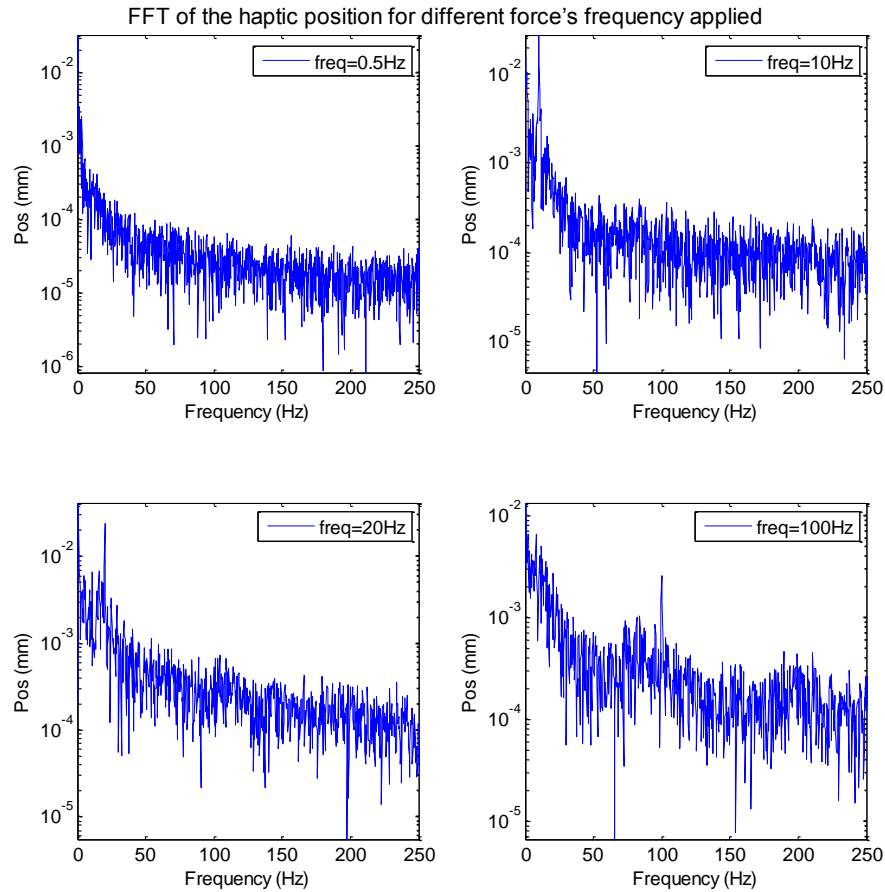 FFT of the haptic position for different force’s frequency applied
freq=0.5Hz
10^-2
10^-3
10^-4
10^-5
10^-6
Pos (mm)
0 50 100 150 200 250
Frequency (Hz)
freq=10Hz
10^-2
10^-3
10^-4
10^-5
Pos (mm)
0 50 100 150 200 250
Frequency (Hz)
freq=20Hz
10^-2
10^-3
10^-4
10^-5
Pos (mm)
0 50 100 150 200 250
Frequency (Hz)
freq=100Hz
10^-2
10^-3
10^-4
10^-5
Pos (mm)
0 50 100 150 200 250
Frequency (Hz)